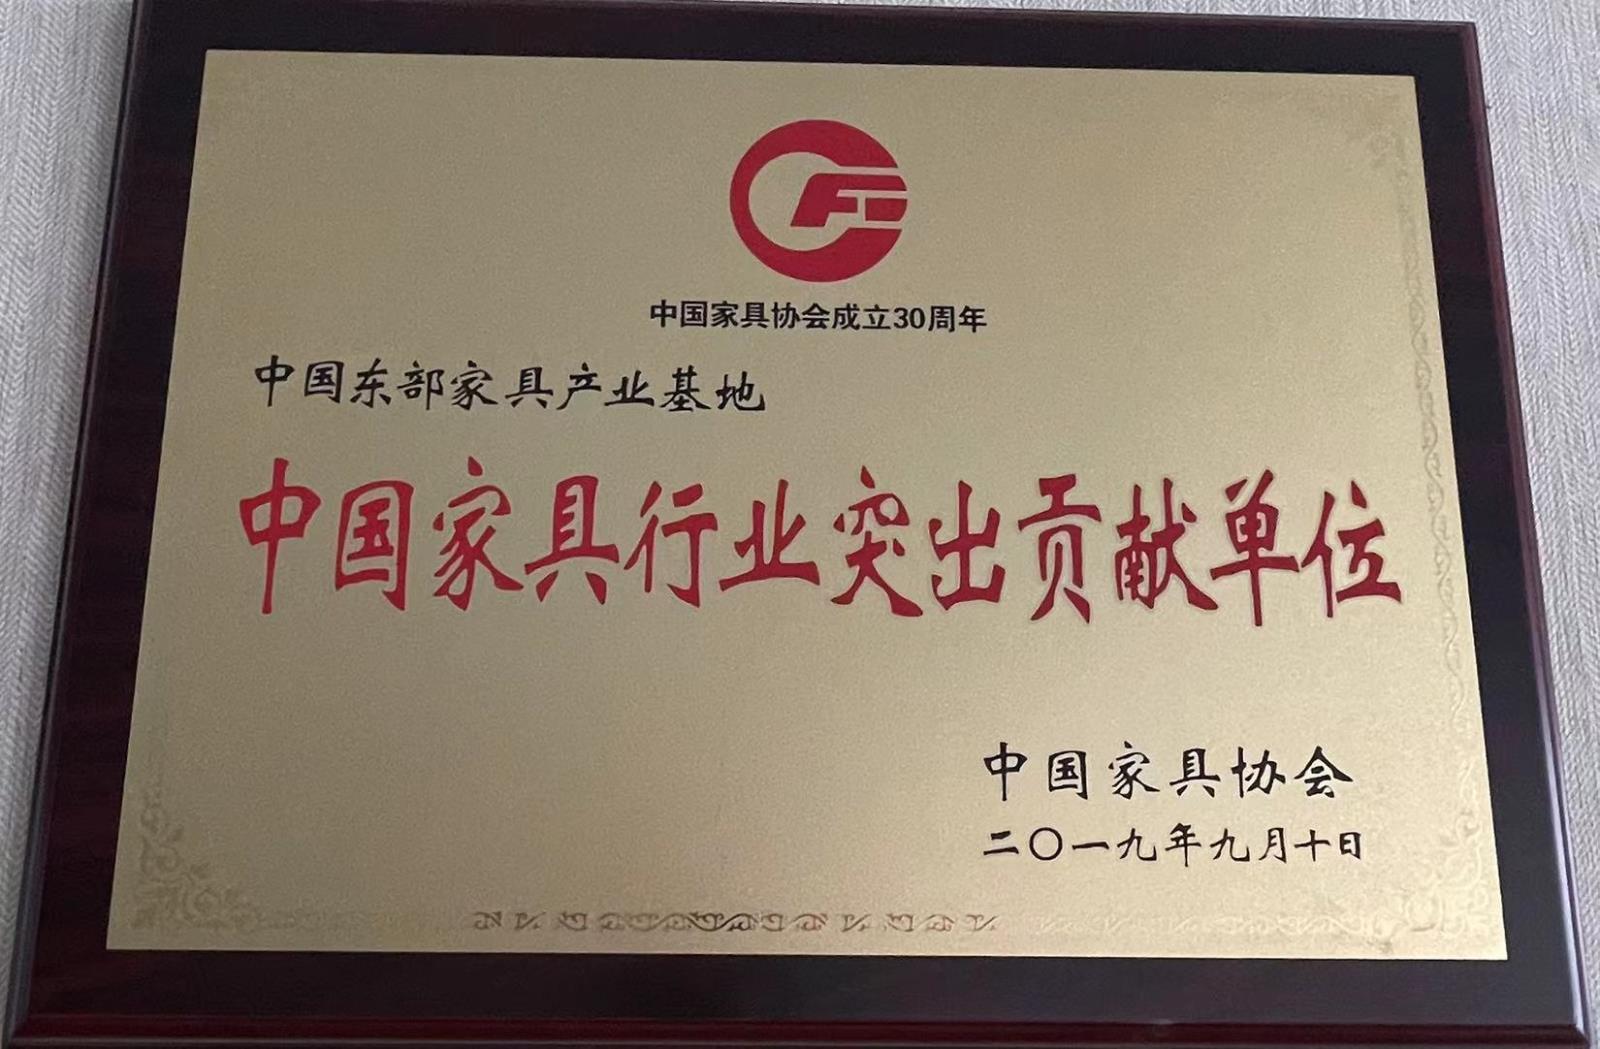 中国家具协会成立30周年
中国东部家具产业基地
中国家具行业突出贡献单位
中国家具协会
二〇一九年九月十日